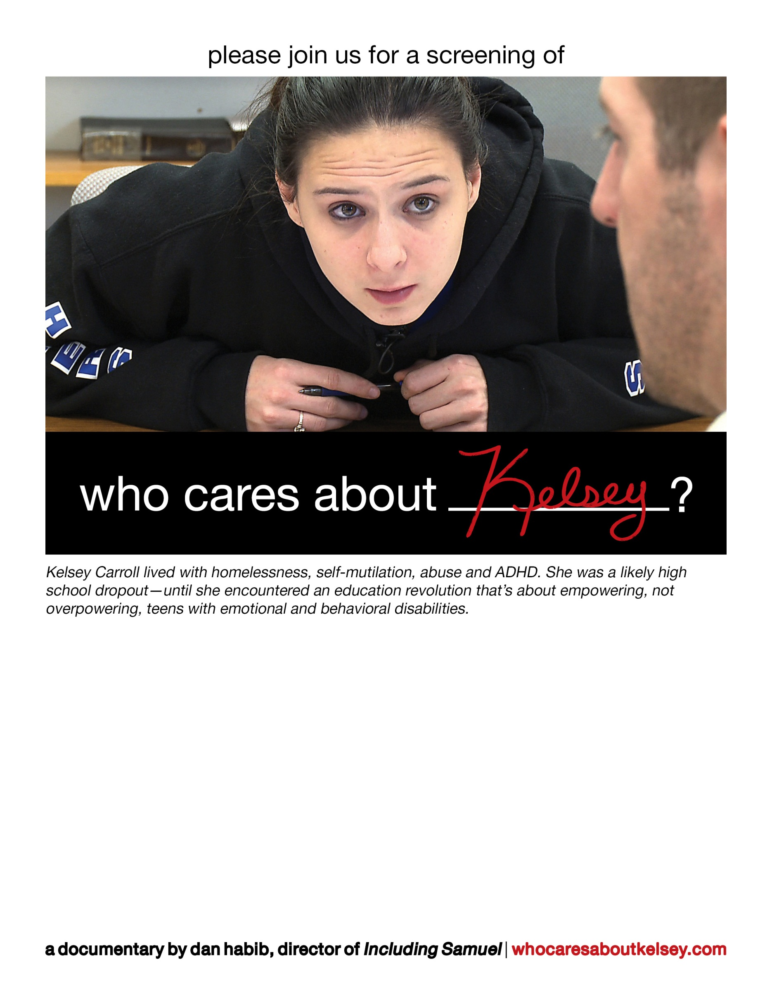 please join us for a screening of
H
E
R
S
S
who cares about Kelsey?
Kelsey Carroll lived with homelessness, self-mutilation, abuse and ADHD. She was a likely high
school dropout—until she encountered an education revolution that's about empowering, not
overpowering, teens with emotional and behavioral disabilities.
a documentary by dan habib, director of Including Samuel | whocaresaboutkelsey.com